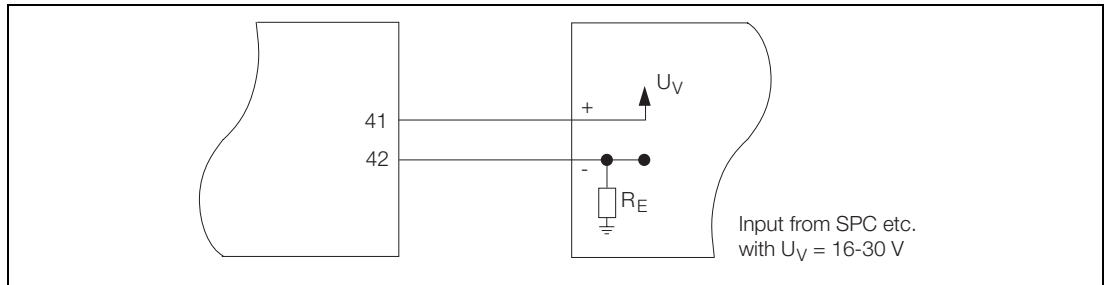 41
42
+
-
U_V
R_E
Input from SPC etc.
with U_V = 16-30 V